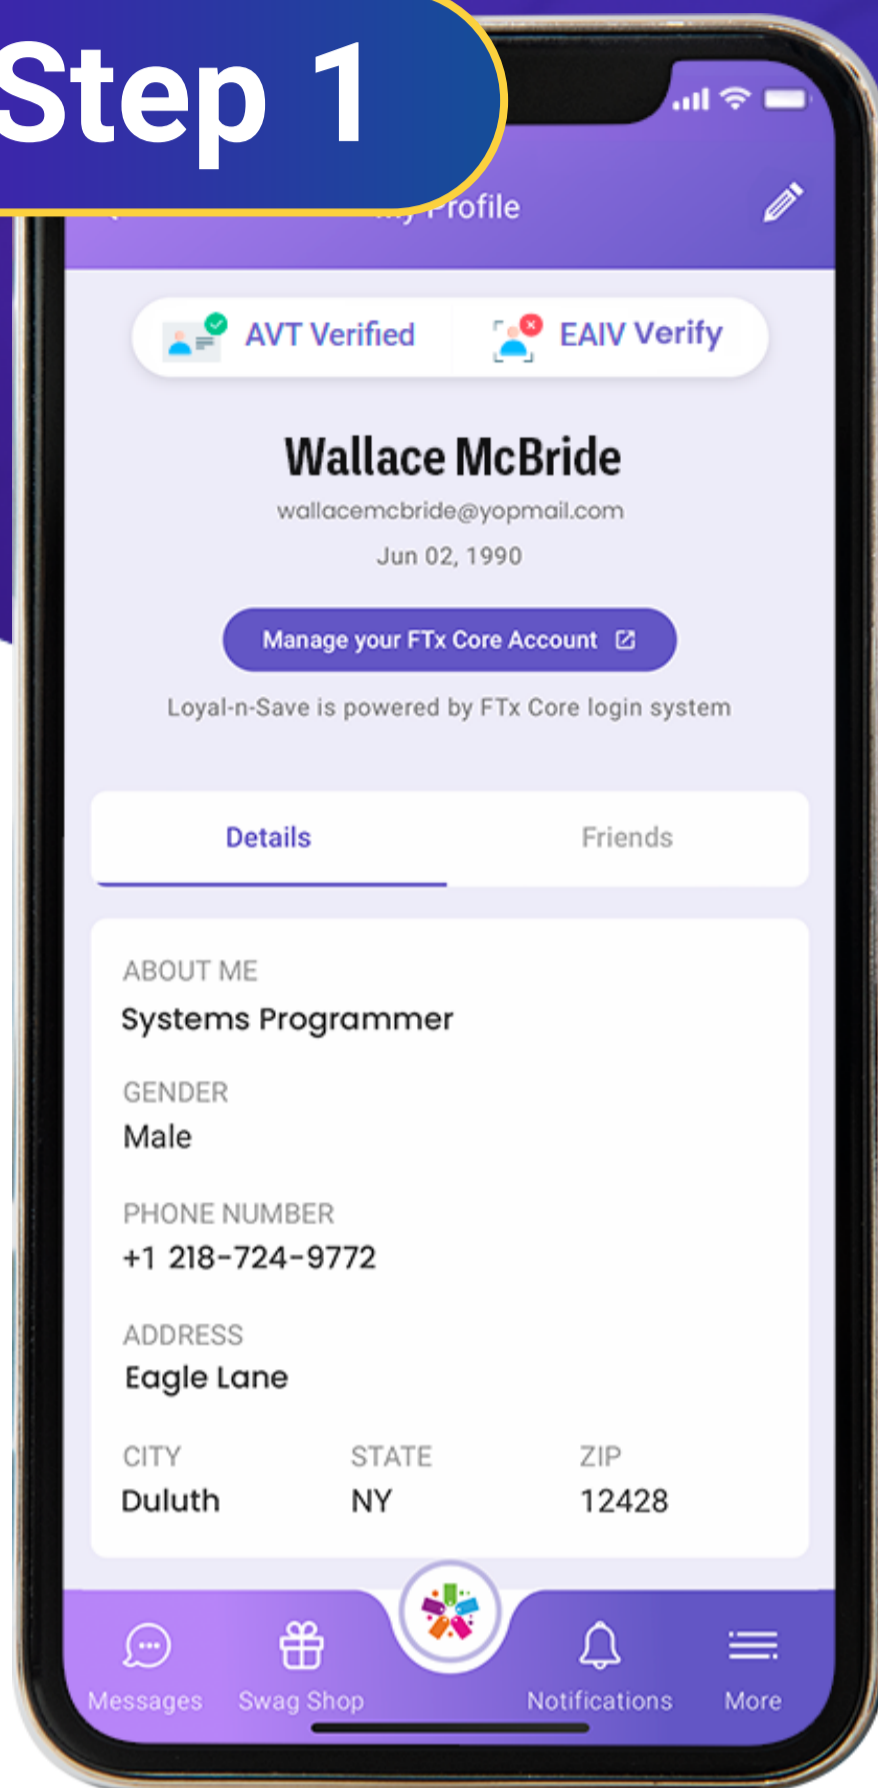 Step 1
My Profile
AVT Verified
EAIV Verify
Wallace McBride
wallacemcbride@yopmail.com
Jun 02, 1990
Manage your FTx Core Account
Loyal-n-Save is powered by FTx Core login system
Details
Friends
ABOUT ME
Systems Programmer
GENDER
Male
PHONE NUMBER
+1 218-724-9772
ADDRESS
Eagle Lane
CITY STATE ZIP
Duluth NY 12428
Messages Swag Shop Notifications More